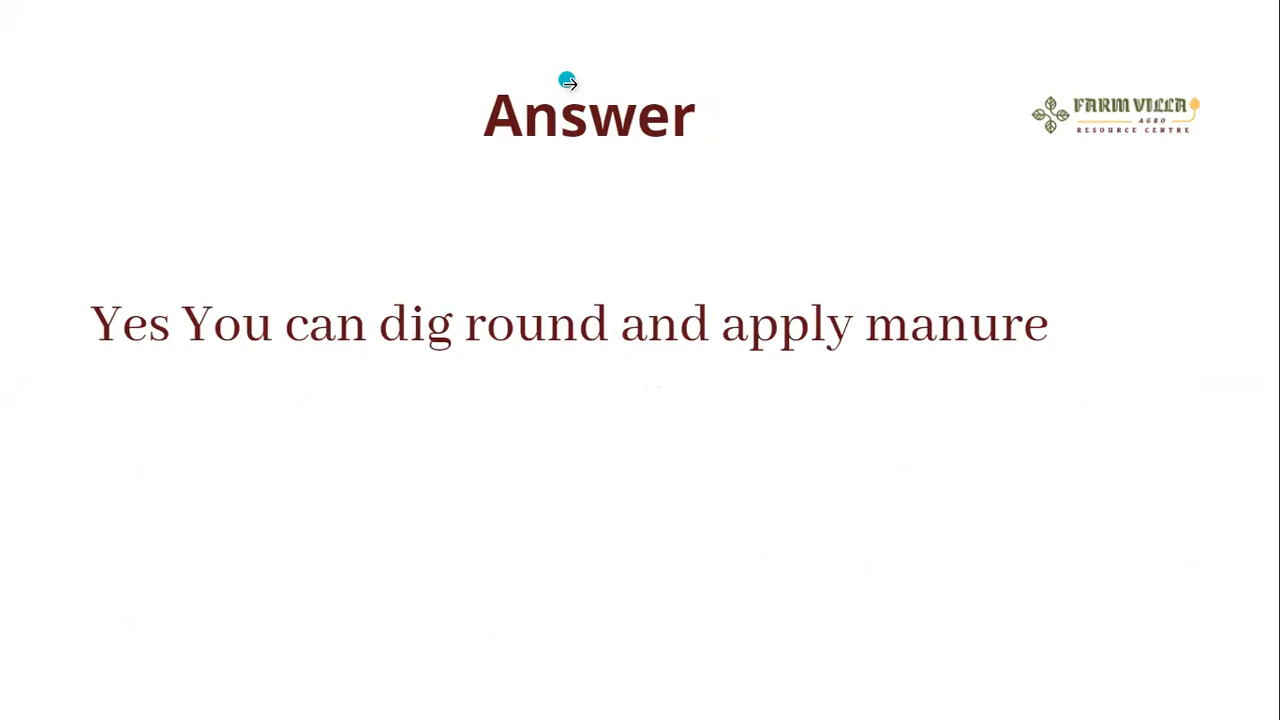 Answer
FARM VILLA
AGRO
RESOURCE CENTRE
Yes You can dig round and apply manure